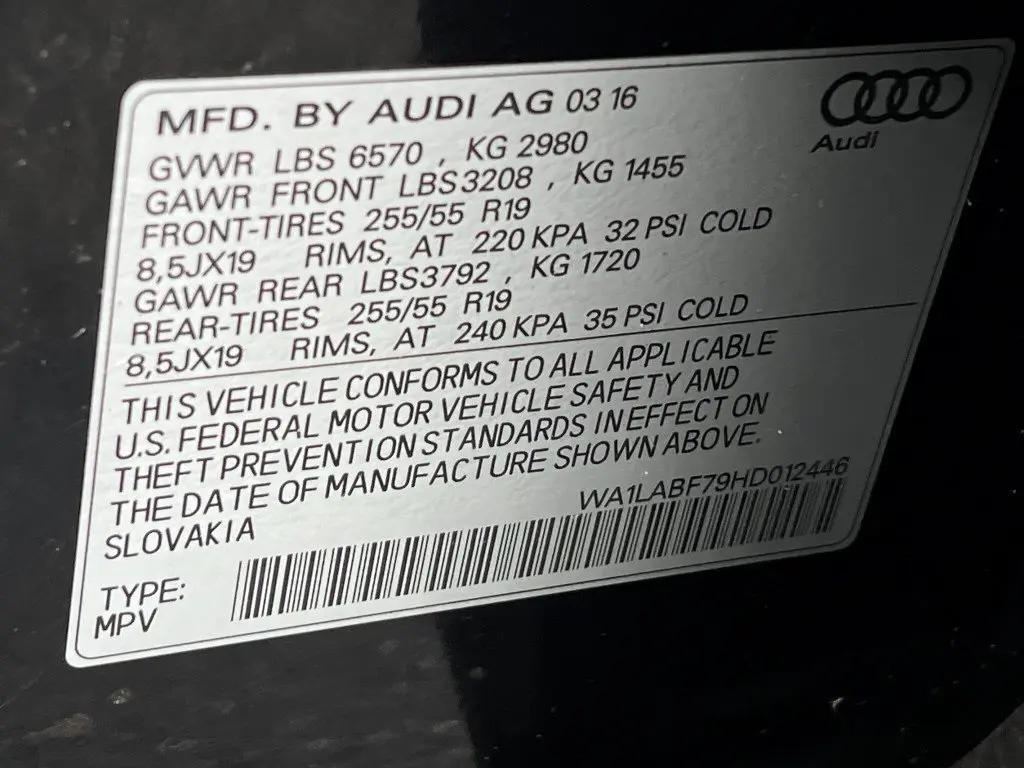 MFD. BY AUDI AG 03 16
Audi
GVWR LBS 6570 , KG 2980
GAWR FRONT LBS3208 , KG 1455
FRONT-TIRES 255/55 R19
8,5JX19 RIMS, AT 220 KPA 32 PSI COLD
GAWR REAR LBS3792 , KG 1720
REAR-TIRES 255/55 R19
8,5JX19 RIMS, AT 240 KPA 35 PSI COLD
THIS VEHICLE CONFORMS TO ALL APPLICABLE
U.S. FEDERAL MOTOR VEHICLE SAFETY AND
THEFT PREVENTION STANDARDS IN EFFECT ON
THE DATE OF MANUFACTURE SHOWN ABOVE.
SLOVAKIA
WA1LABF79HD012446
TYPE:
MPV